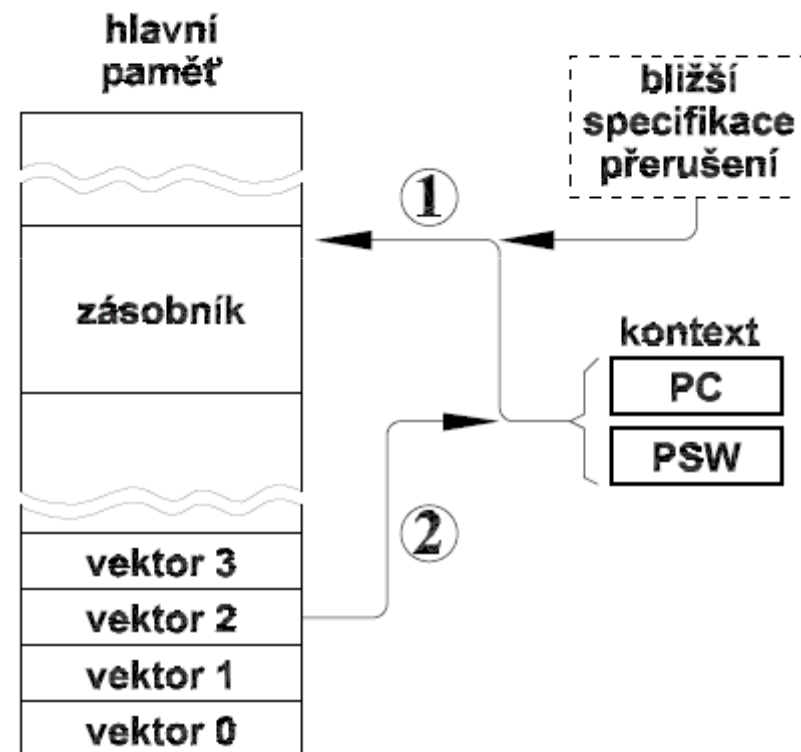 hlavní
paměť
bližší
specifikace
přerušení
1
zásobník
kontext
PC
PSW
2
vektor 3
vektor 2
vektor 1
vektor 0